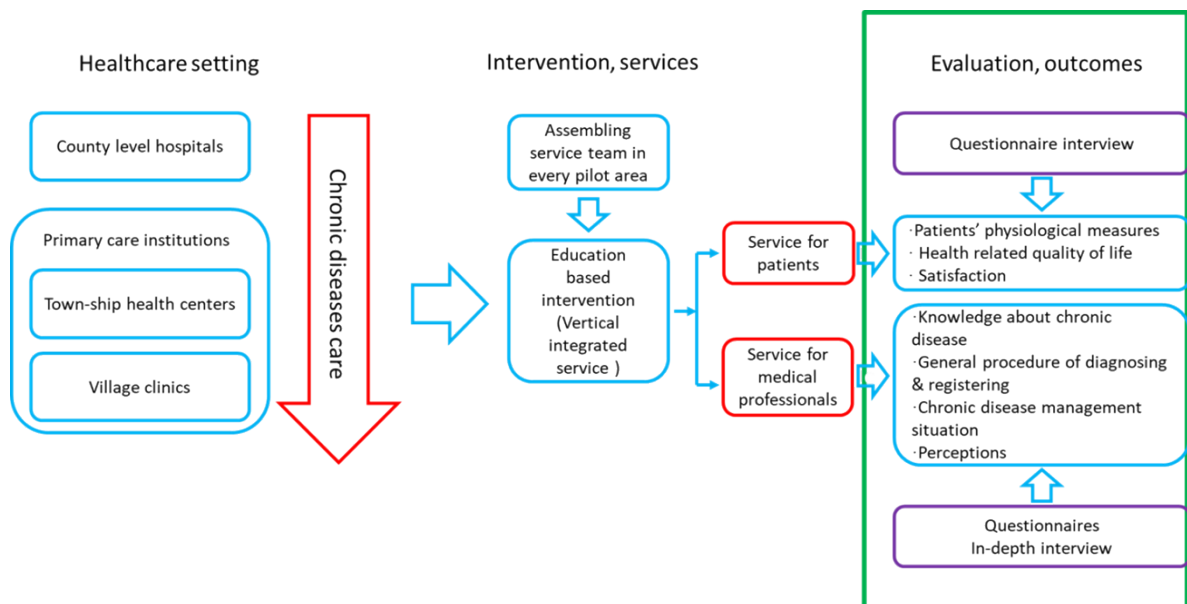 Healthcare setting
County level hospitals
Primary care institutions
Town-ship health centers
Village clinics
Chronic diseases care
Intervention, services
Assembling
service team in
every pilot area
Education
based
intervention
(Vertical
integrated
service )
Service for
patients
Service for
medical
professionals
Evaluation, outcomes
Questionnaire interview
·Patients’ physiological measures
· Health related quality of life
· Satisfaction
·Knowledge about chronic
disease
·General procedure of diagnosing
& registering
·Chronic disease management
situation
·Perceptions
Questionnaires
In-depth interview